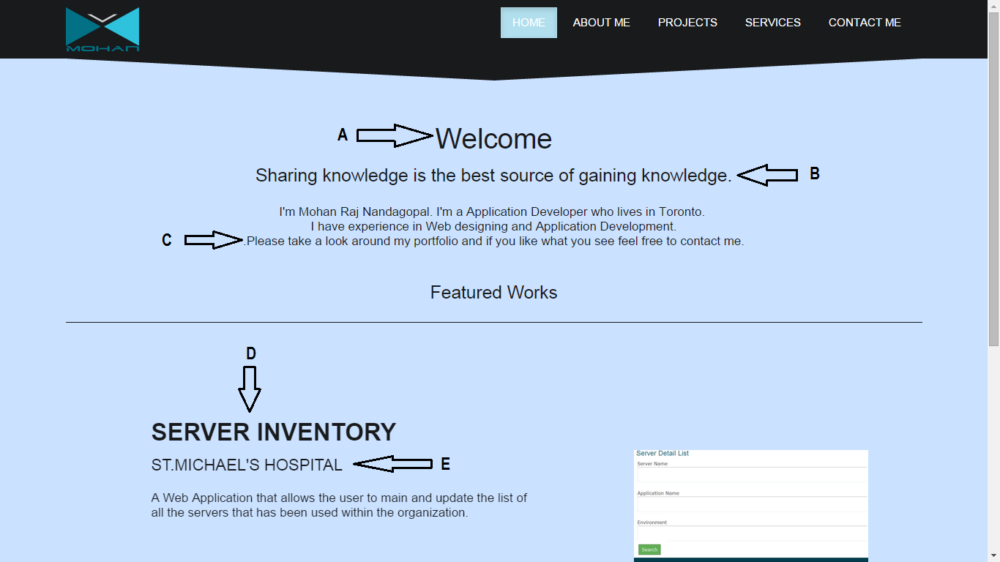 MOHAN
HOME ABOUT ME PROJECTS SERVICES CONTACT ME
A Welcome
Sharing knowledge is the best source of gaining knowledge. B
I'm Mohan Raj Nandagopal. I'm a Application Developer who lives in Toronto.
I have experience in Web designing and Application Development.
C .Please take a look around my portfolio and if you like what you see feel free to contact me.
Featured Works
D
SERVER INVENTORY
ST.MICHAEL'S HOSPITAL E
A Web Application that allows the user to main and update the list of
all the servers that has been used within the organization.
Server Detail List
Server Name
Application Name
Environment
Search